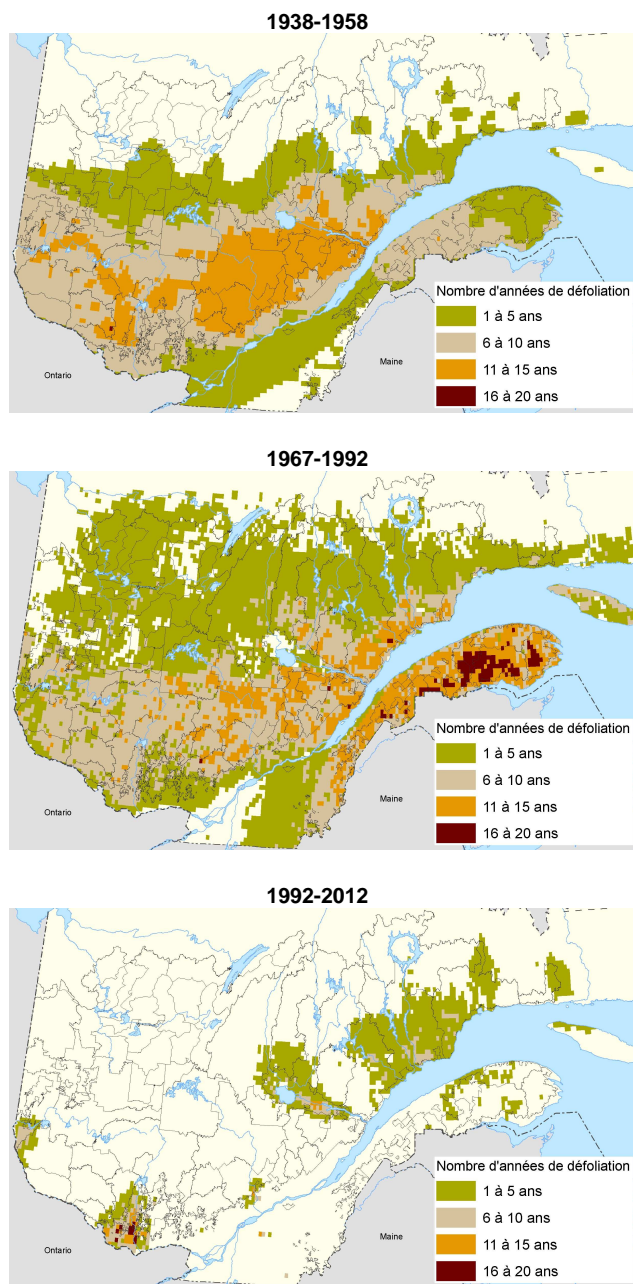 1938-1958
Nombre d'années de défoliation
1 à 5 ans
6 à 10 ans
11 à 15 ans
16 à 20 ans
Ontario
Maine
1967-1992
Nombre d'années de défoliation
1 à 5 ans
6 à 10 ans
11 à 15 ans
16 à 20 ans
Ontario
Maine
1992-2012
Nombre d'années de défoliation
1 à 5 ans
6 à 10 ans
11 à 15 ans
16 à 20 ans
Ontario
Maine